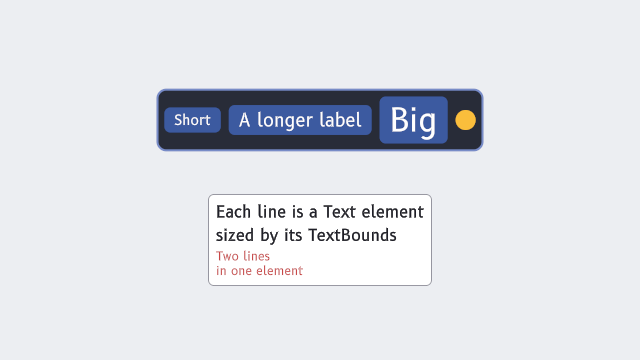 Short
A longer label
Big
Each line is a Text element
sized by its TextBounds
Two lines
in one element